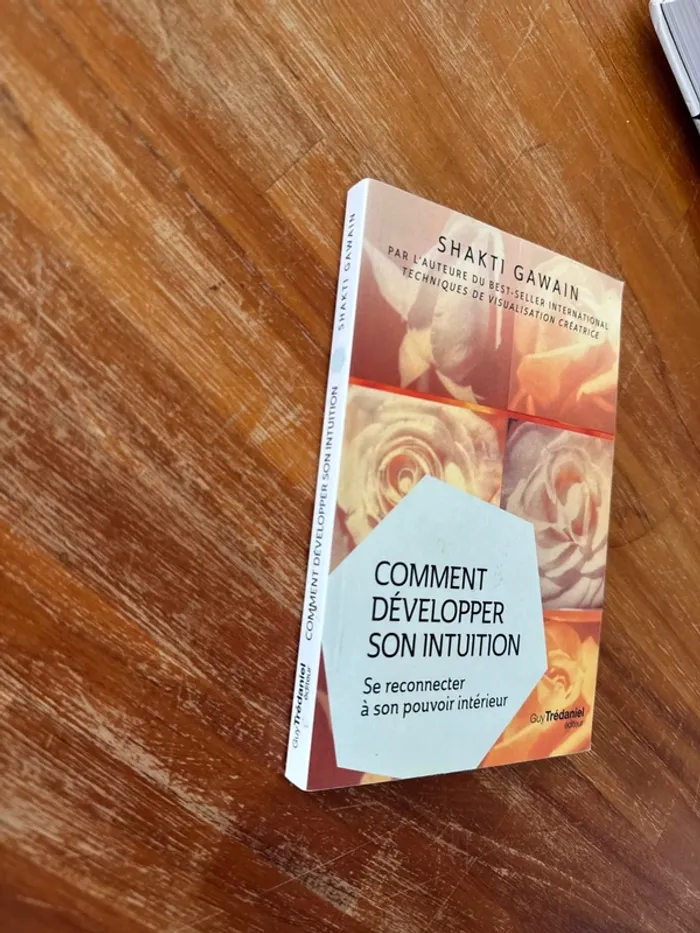 SHAKTI GAWAIN
PAR L'AUTEURE DU BEST-SELLER INTERNATIONAL
TECHNIQUES DE VISUALISATION CRÉATRICE
COMMENT
DÉVELOPPER
SON INTUITION
Se reconnecter
à son pouvoir intérieur
Guy Trédaniel
éditeur
SHAKTI GAWAIN
COMMENT DÉVELOPPER SON INTUITION
Guy Trédaniel
éditeur